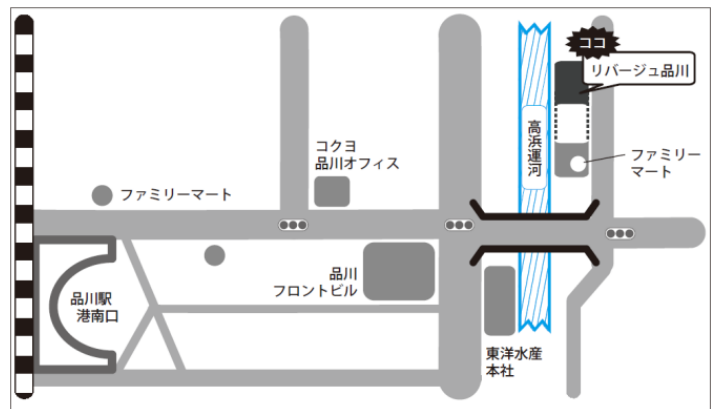 ココ
リバージュ品川
高浜運河
コクヨ
品川オフィス
ファミリー
マート
ファミリーマート
品川
フロントビル
品川駅
港南口
東洋水産
本社